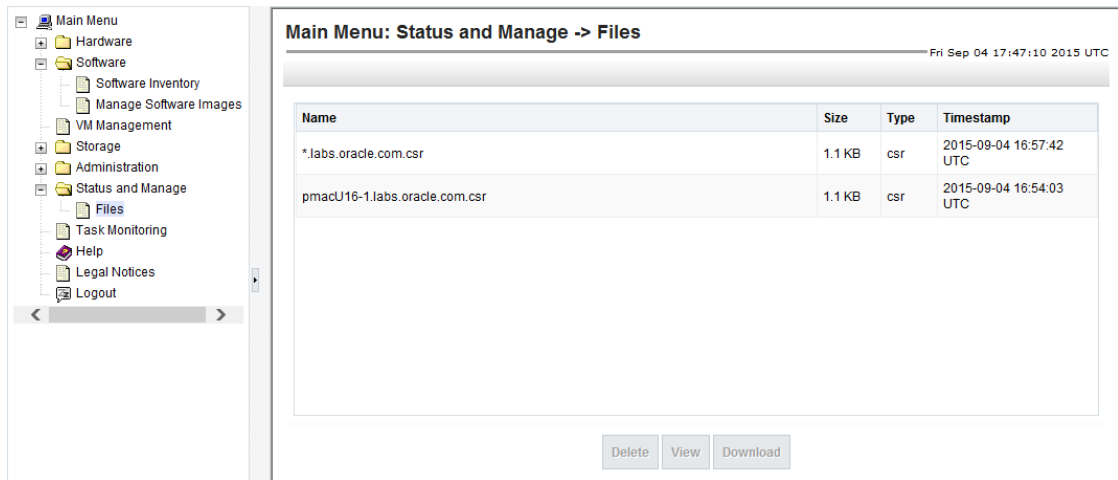 Main Menu
Hardware
Software
Software Inventory
Manage Software Images
VM Management
Storage
Administration
Status and Manage
Files
Task Monitoring
Help
Legal Notices
Logout
Main Menu: Status and Manage -> Files
Fri Sep 04 17:47:10 2015 UTC
Name Size Type Timestamp
*.labs.oracle.com.csr 1.1 KB csr 2015-09-04 16:57:42
UTC
pmacU16-1.labs.oracle.com.csr 1.1 KB csr 2015-09-04 16:54:03
UTC
Delete View Download